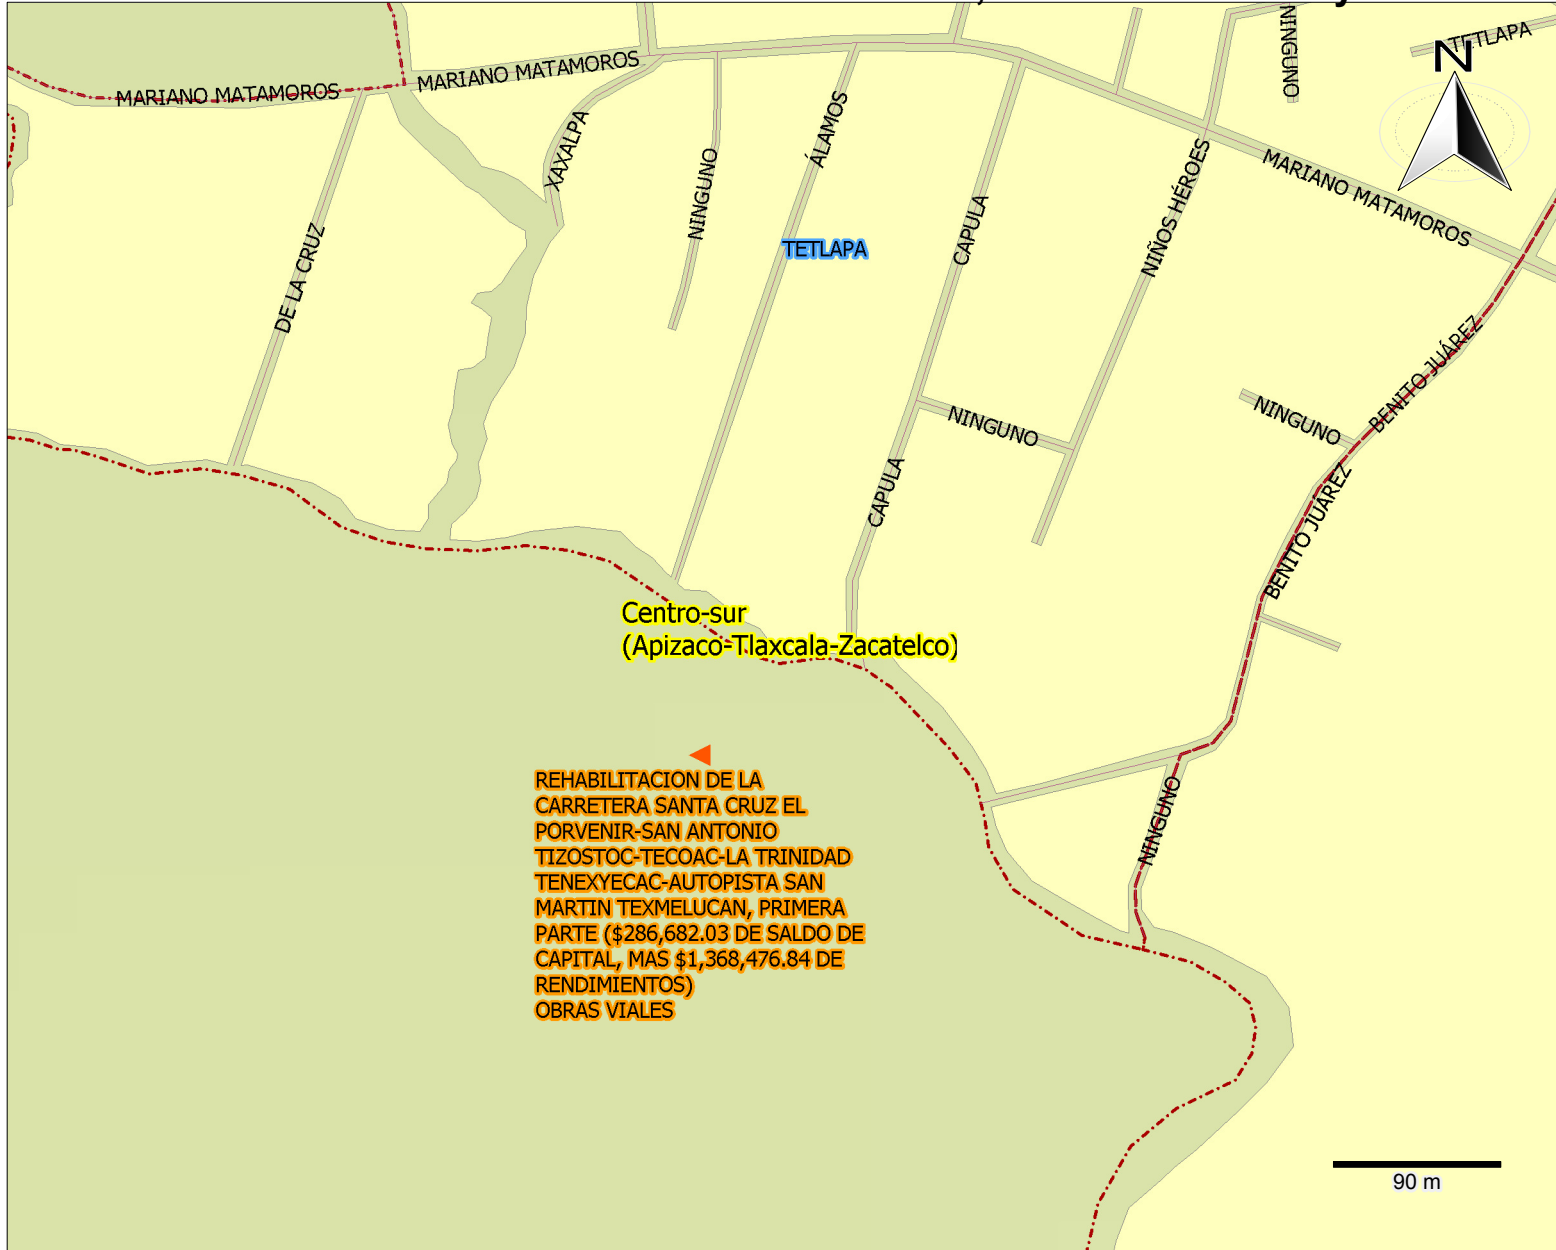 NINGUNO
TETLAPA
N
MARIANO MATAMOROS
MARIANO MATAMOROS
XAXALPA
NINGUNO
ÁLAMOS
CAPULA
NIÑOS HÉROES
MARIANO MATAMOROS
DE LA CRUZ
TETLAPA
BENITO JUÁREZ
NINGUNO
NINGUNO
CAPULA
BENITO JUÁREZ
Centro-sur
(Apizaco-Tlaxcala-Zacatelco)
NINGUNO
REHABILITACION DE LA
CARRETERA SANTA CRUZ EL
PORVENIR-SAN ANTONIO
TIZOSTOC-TECOAC-LA TRINIDAD
TENEXYECAC-AUTOPISTA SAN
MARTIN TEXMELUCAN, PRIMERA
PARTE ($286,682.03 DE SALDO DE
CAPITAL, MAS $1,368,476.84 DE
RENDIMIENTOS)
OBRAS VIALES
90 m